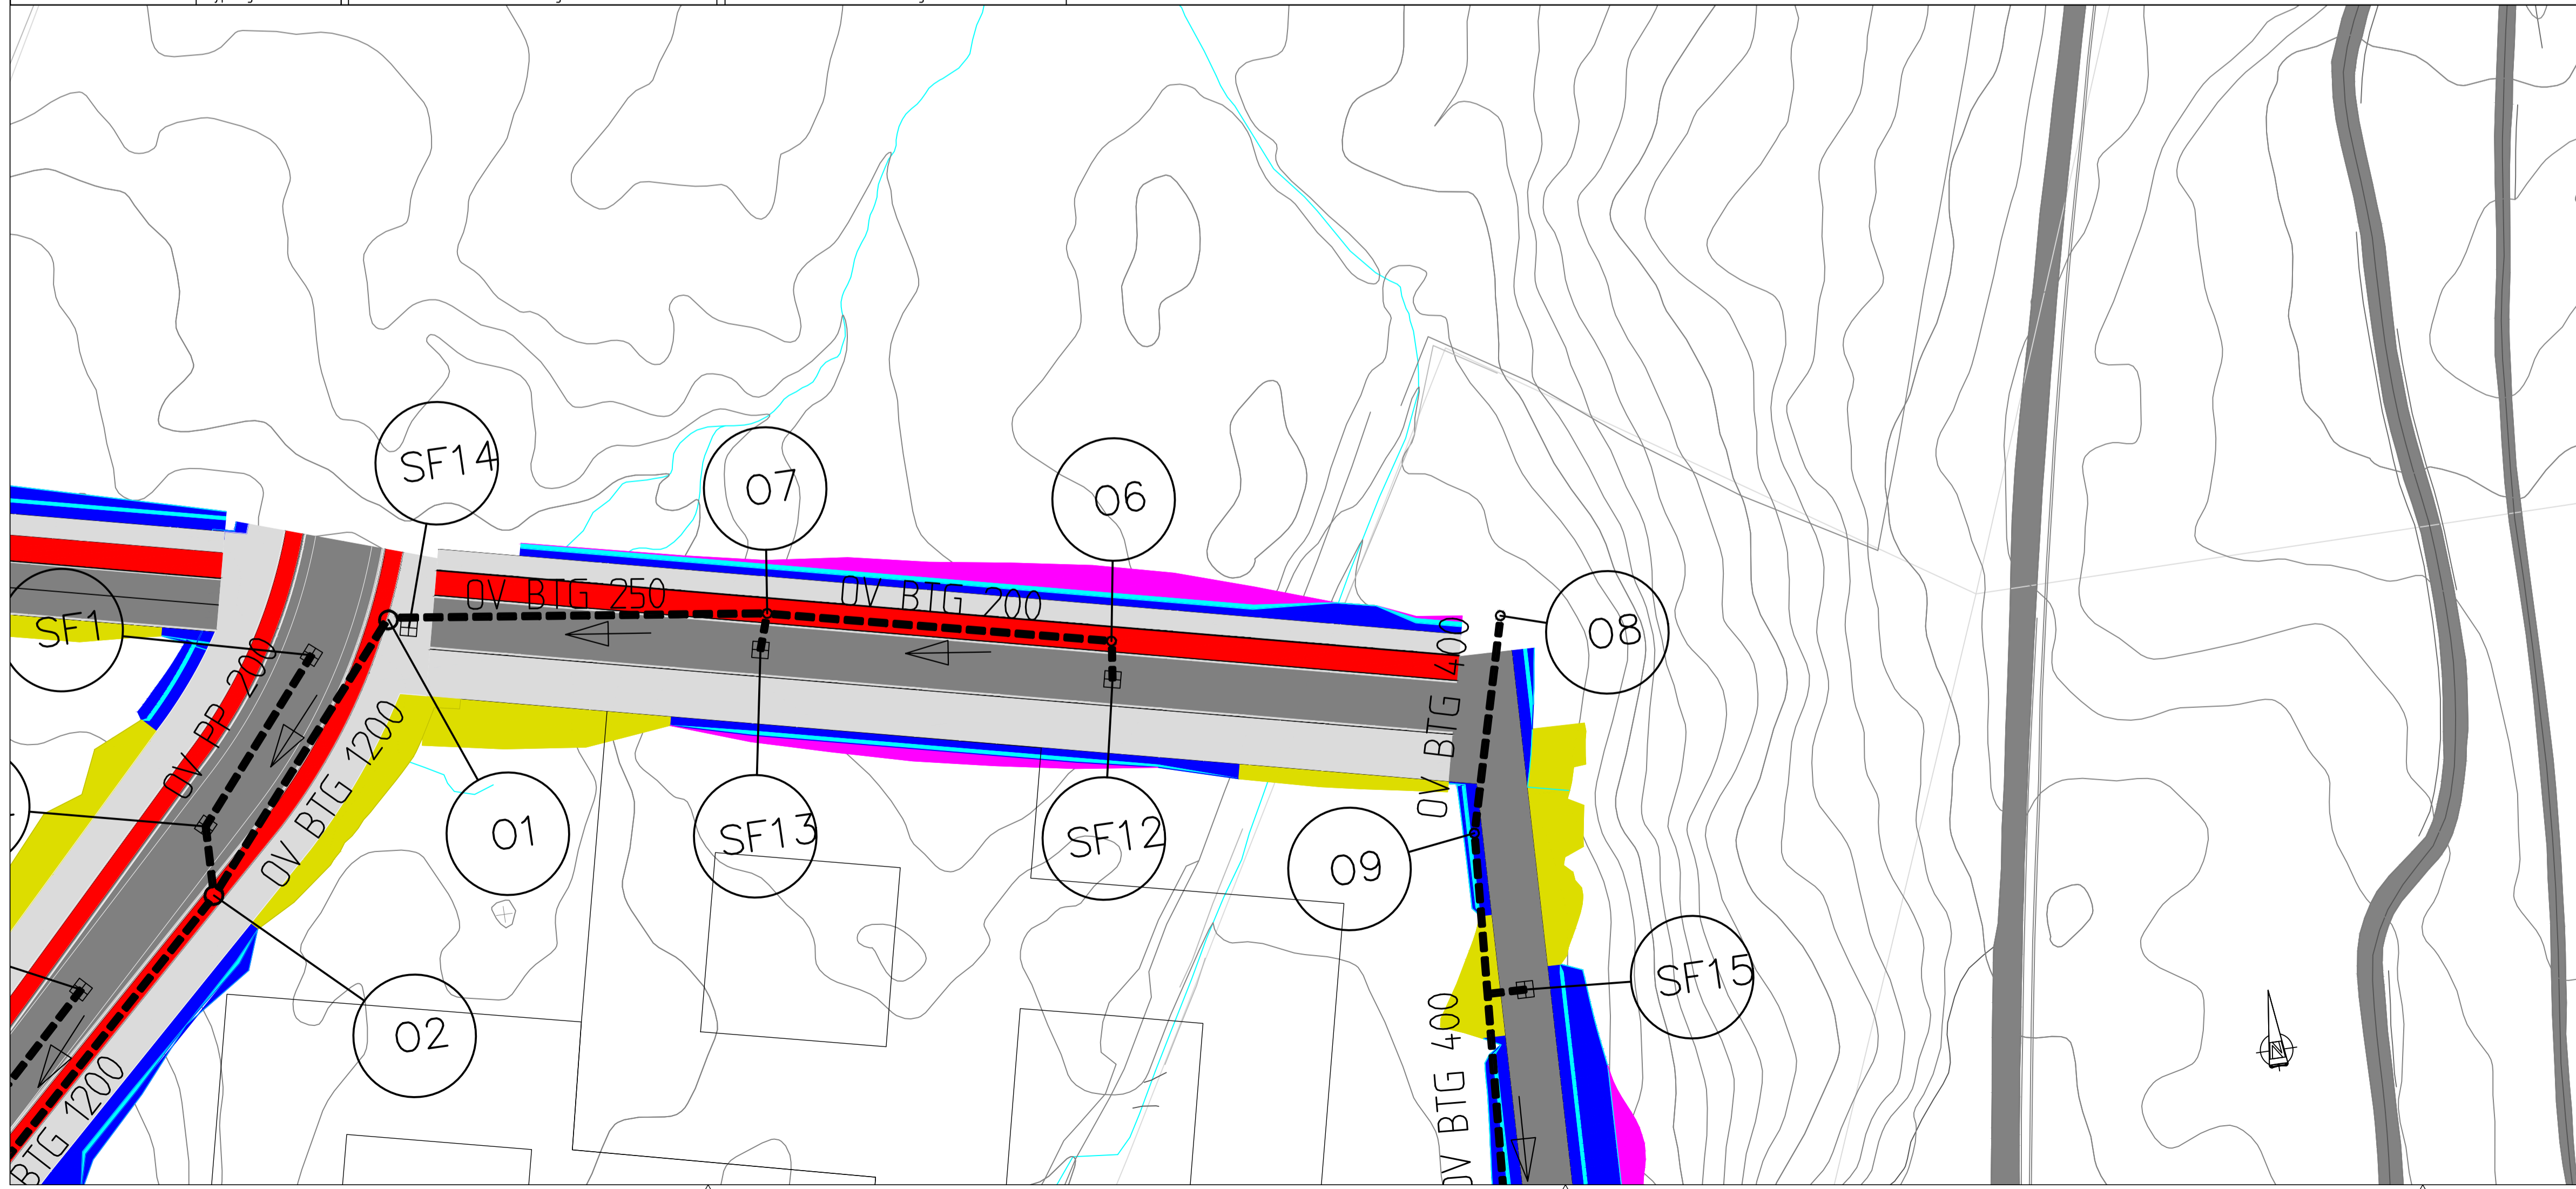 SF14
07
06
OV BTG 250
OV BTG 200
SF1
08
OV PP 200
OV BTG 400
OV BTG 1200
01
SF13
SF12
09
SF15
02
OV BTG 400
BTG 1200
N